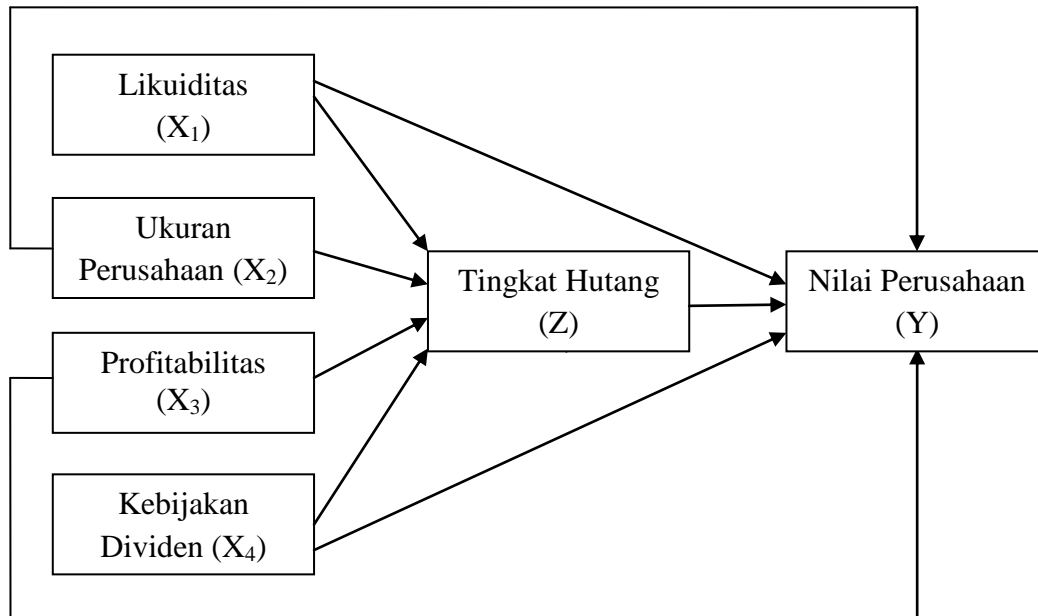 Likuiditas
(X₁)
Ukuran
Perusahaan (X₂)
Profitabilitas
(X₃)
Kebijakan
Dividen (X₄)
Tingkat Hutang
(Z)
Nilai Perusahaan
(Y)